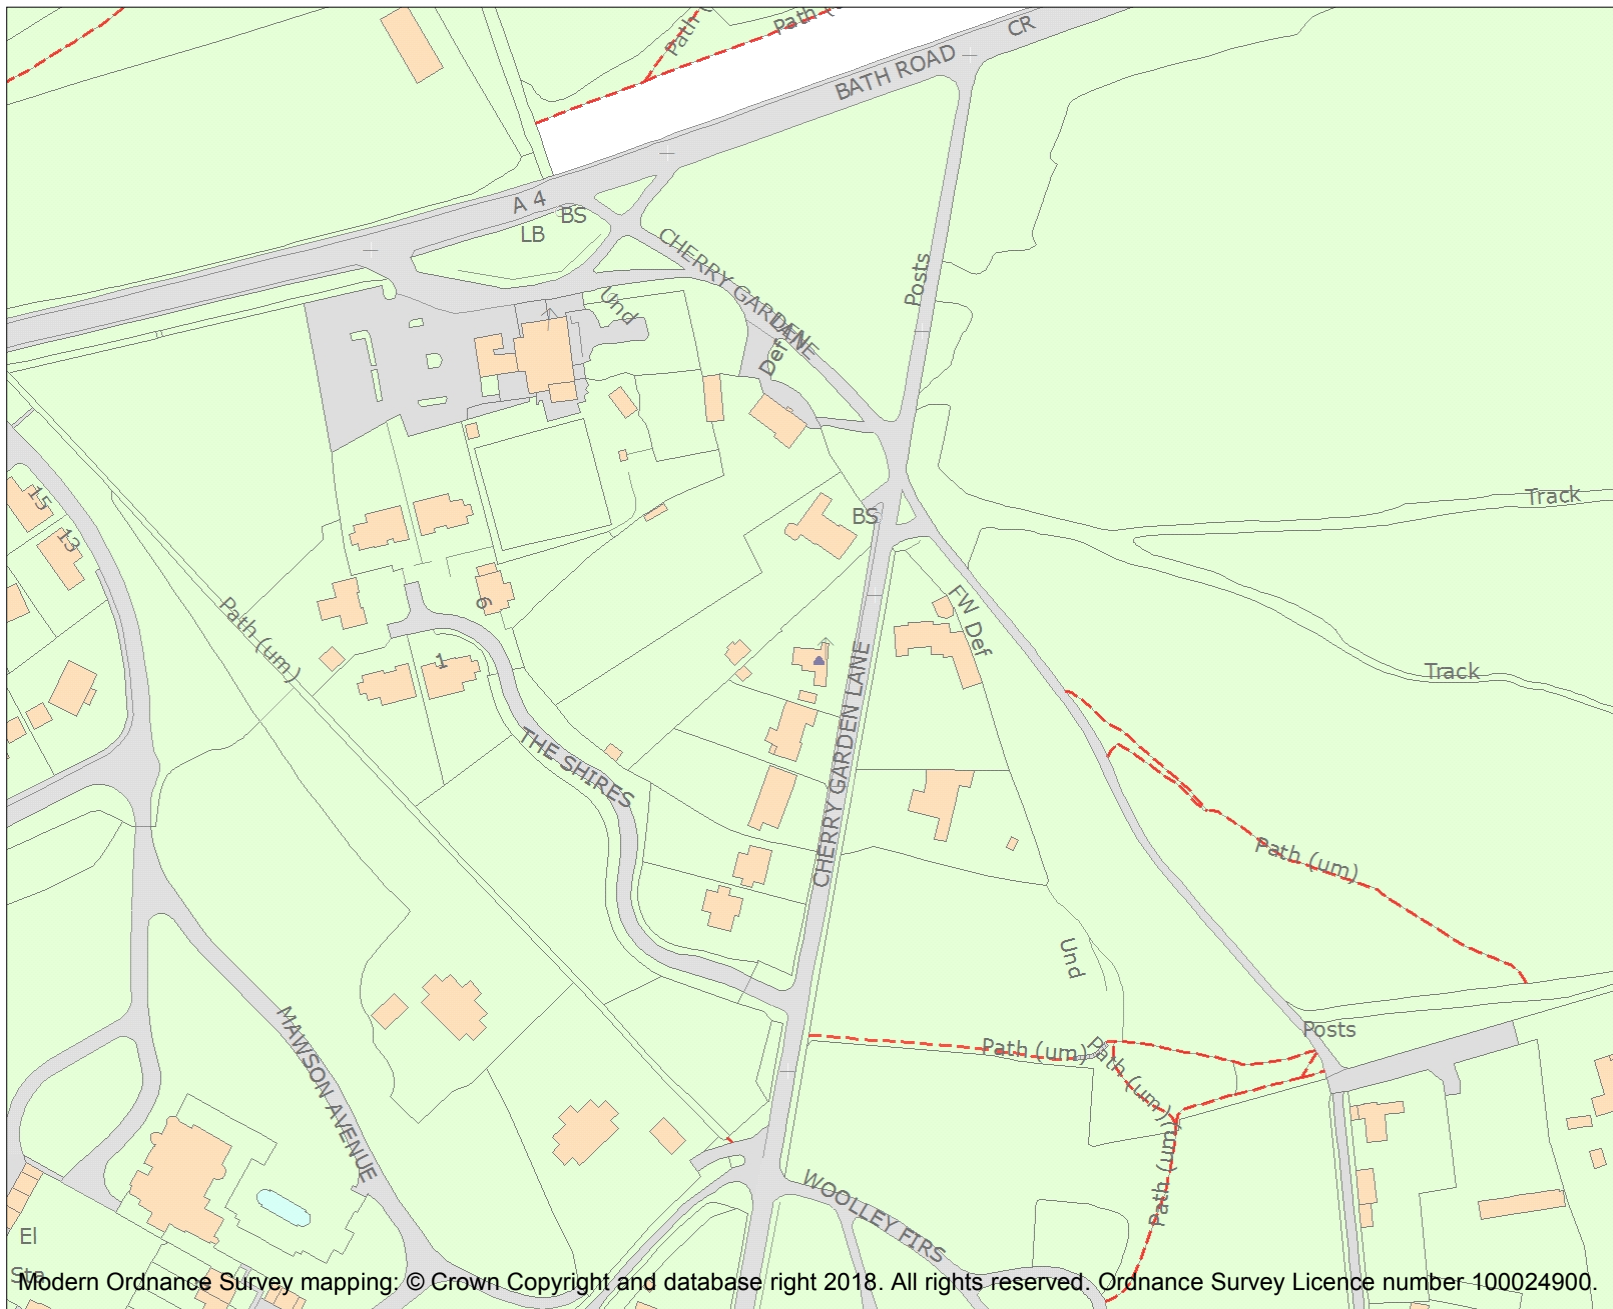 Path (
Path (
CR
BATH ROAD
A 4
BS
LB
CHERRY GARDEN
LANE
Posts
Und
Def
15
13
BS
Track
Path (um)
6
1
FW Def
Track
CHERRY GARDEN LANE
THE SHIRES
Path (um)
Und
Posts
Path (um)
Path (um)
Path (um)
MAWSON AVENUE
WOOLLEY FIRS
El
Sta
Modern Ordnance Survey mapping: © Crown Copyright and database right 2018. All rights reserved. Ordnance Survey Licence number 100024900.